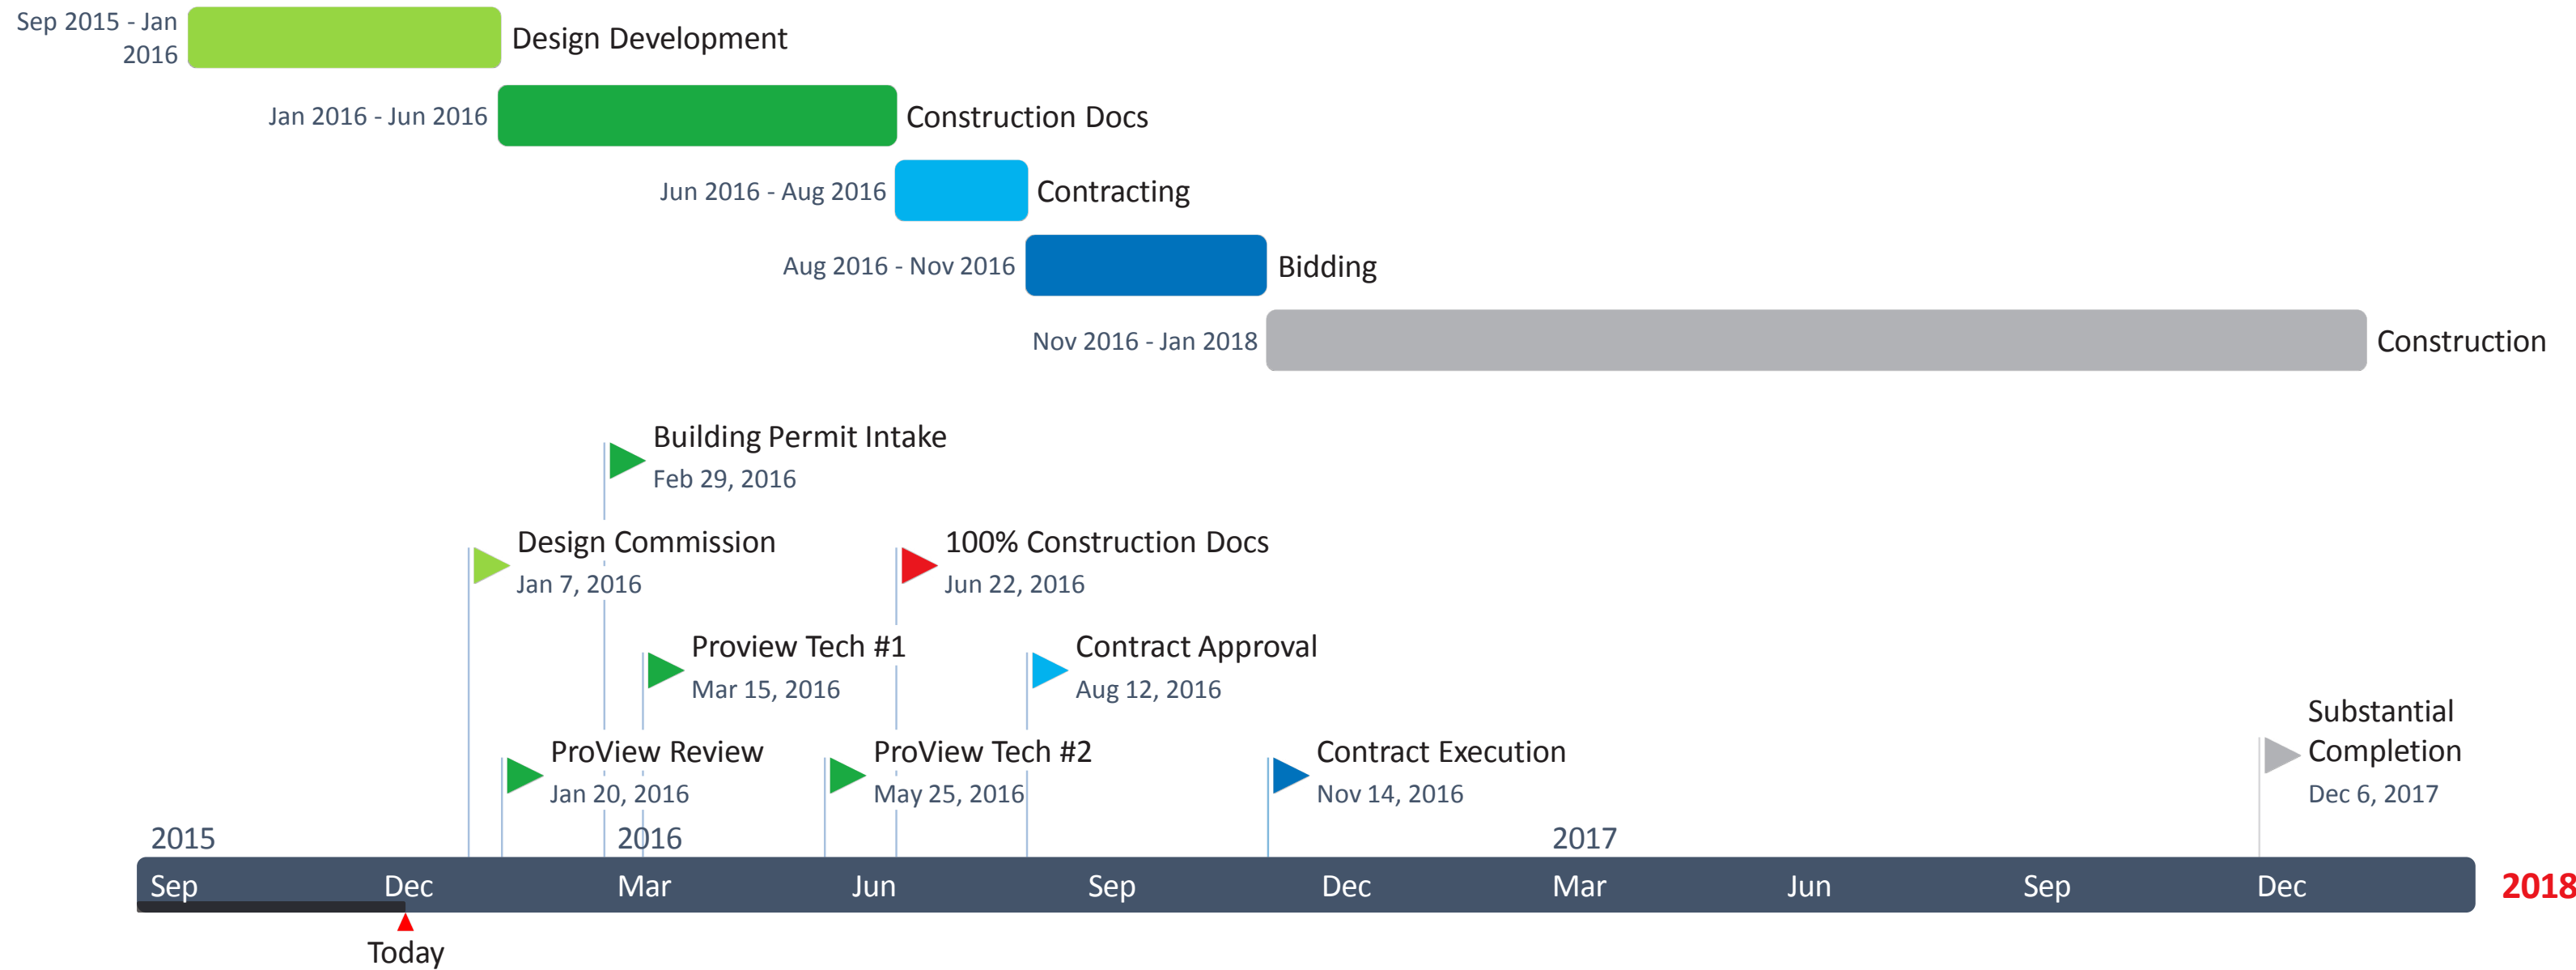 Sep 2015 - Jan
2016
Design Development
Jan 2016 - Jun 2016
Construction Docs
Jun 2016 - Aug 2016
Contracting
Aug 2016 - Nov 2016
Bidding
Nov 2016 - Jan 2018
Construction
Building Permit Intake
Feb 29, 2016
Design Commission
Jan 7, 2016
100% Construction Docs
Jun 22, 2016
Proview Tech #1
Mar 15, 2016
Contract Approval
Aug 12, 2016
ProView Review
Jan 20, 2016
ProView Tech #2
May 25, 2016
Contract Execution
Nov 14, 2016
Substantial
Completion
Dec 6, 2017
2015 2016 2017
Sep Dec Mar Jun Sep Dec Mar Jun Sep Dec 2018
Today